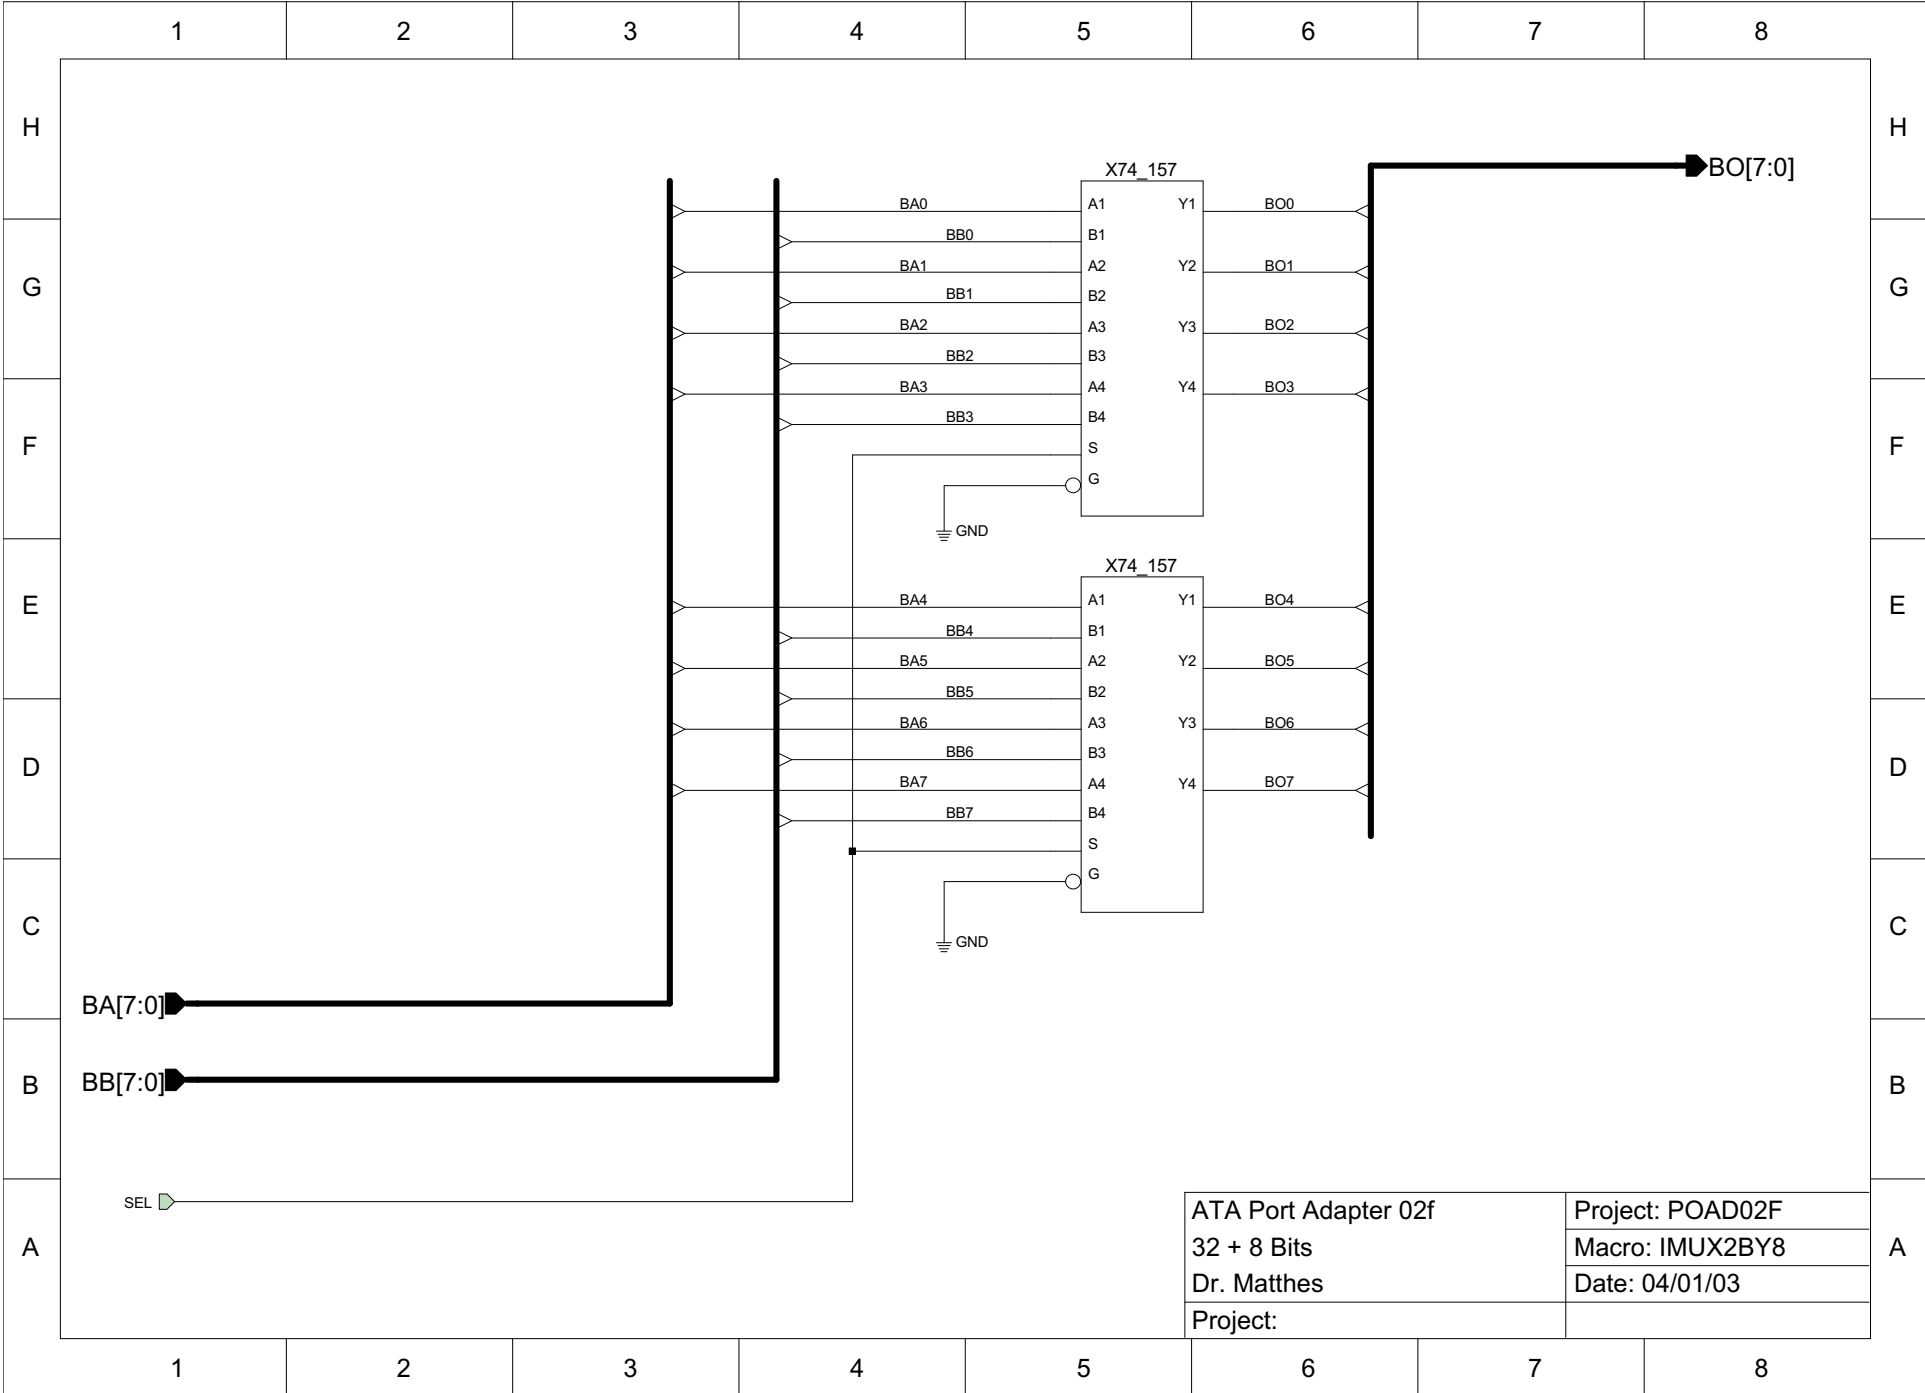 1 2 3 4 5 6 7 8
H H
X74_157
BO[7:0]
BA0 A1 Y1 BO0
BB0 B1
BA1 A2 Y2 BO1
G G
BB1 B2
BA2 A3 Y3 BO2
BB2 B3
BA3 A4 Y4 BO3
BB3 B4
F S F
G
GND
X74_157
E BA4 A1 Y1 BO4 E
BB4 B1
BA5 A2 Y2 BO5
BB5 B2
BA6 A3 Y3 BO6
BB6 B3
D D
BA7 A4 Y4 BO7
BB7 B4
S
G
C C
GND
BA[7:0]
B BB[7:0] B
SEL
ATA Port Adapter 02f Project: POAD02F
A 32 + 8 Bits Macro: IMUX2BY8 A
Dr. Matthes Date: 04/01/03
Project:
1 2 3 4 5 6 7 8